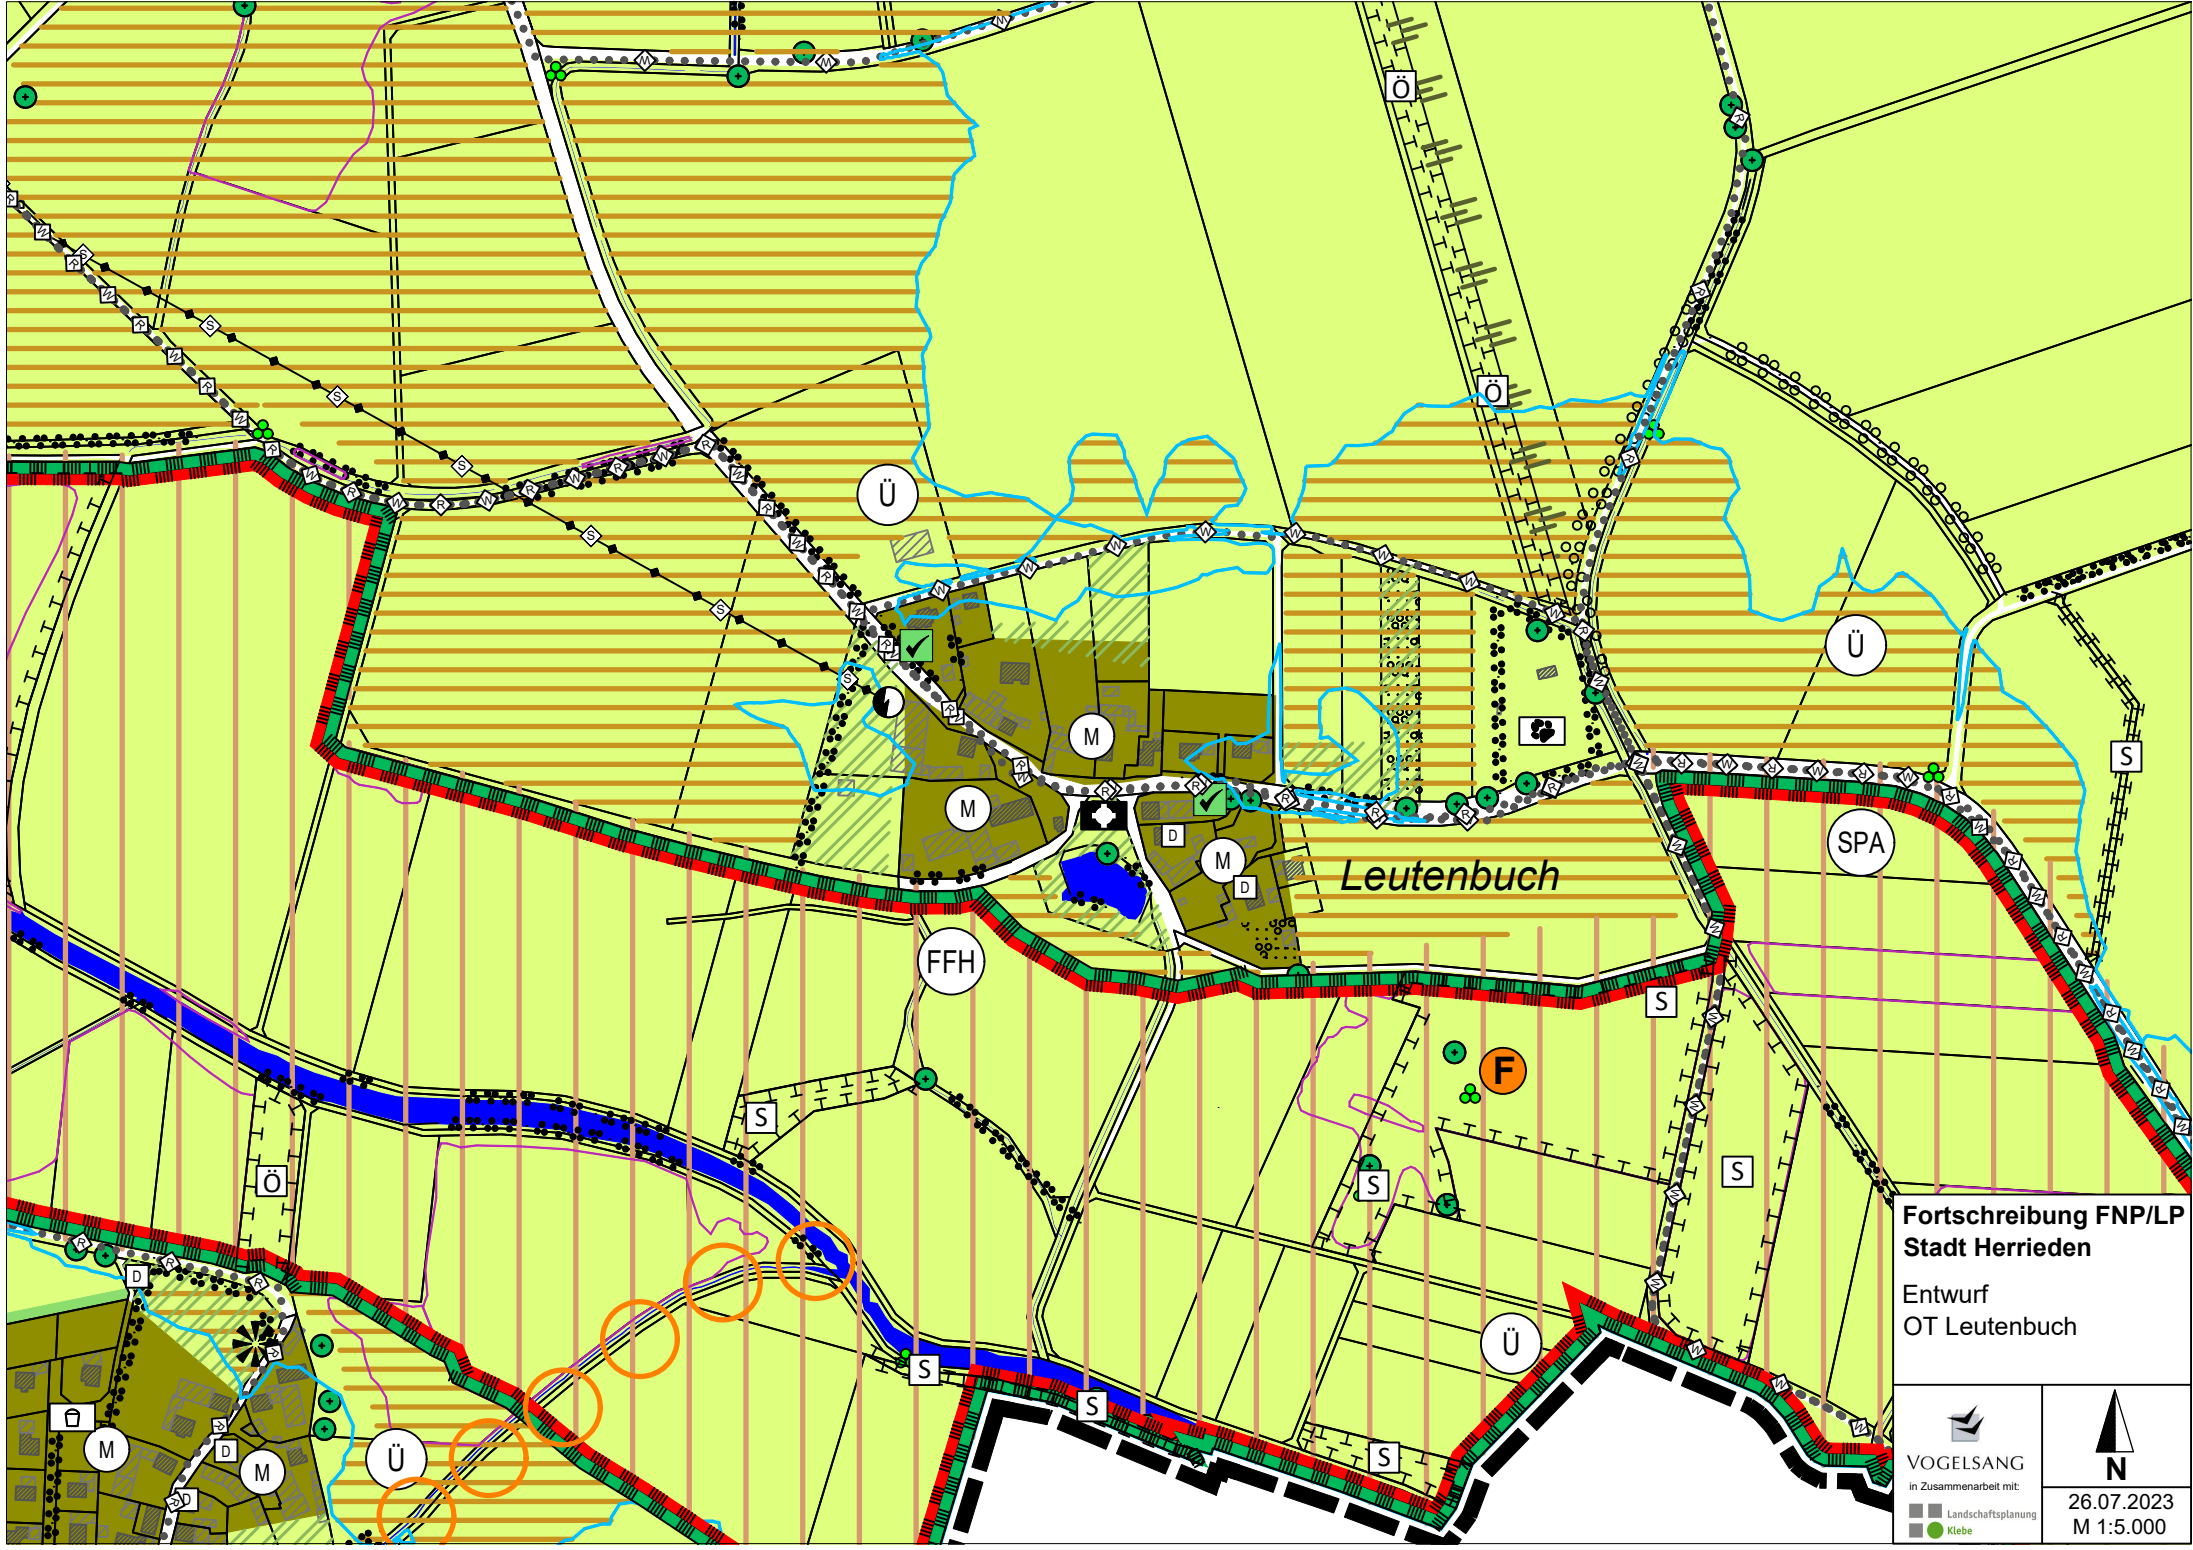 Ö
Ö
Ü
Ü
M
M
M
D
D
SPA
Leutenbuch
FFH
S
S
F
S
S
S
Ö
D
Ü
Ü
S
S
S
M
D
M
D
Fortschreibung FNP/LP
Stadt Herrieden
Entwurf
OT Leutenbuch
VOGELSANG
in Zusammenarbeit mit:
Landschaftsplanung
Klebe
N
26.07.2023
M 1:5.000